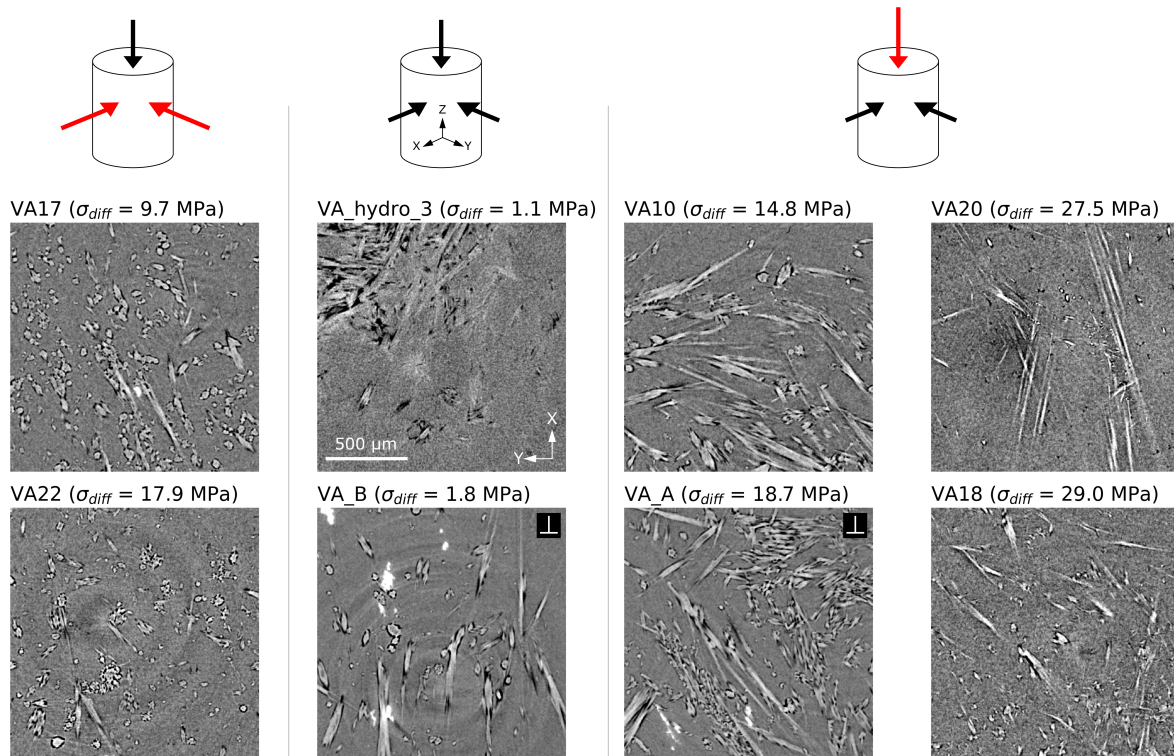 Z
X Y
VA17 (σdiff = 9.7 MPa)
VA_hydro_3 (σdiff = 1.1 MPa)
VA10 (σdiff = 14.8 MPa)
VA20 (σdiff = 27.5 MPa)
500 µm
X
Y
VA22 (σdiff = 17.9 MPa)
VA_B (σdiff = 1.8 MPa)
VA_A (σdiff = 18.7 MPa)
VA18 (σdiff = 29.0 MPa)
⊥
⊥